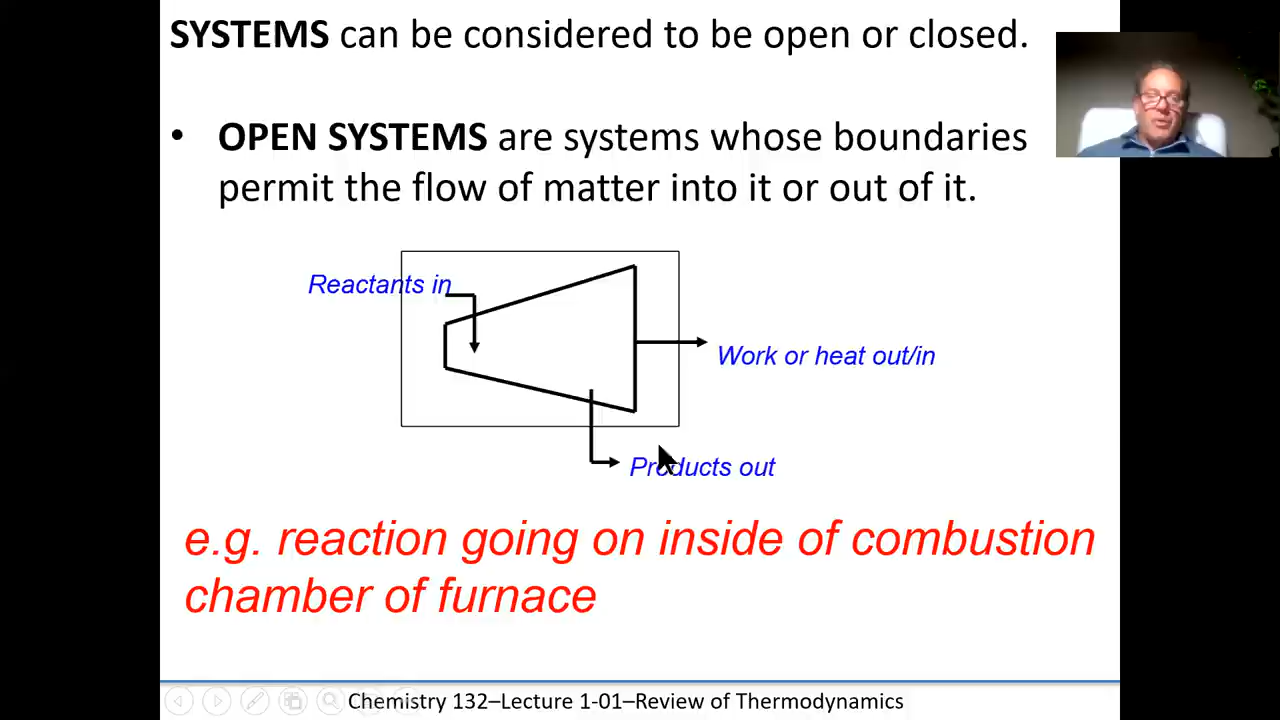 SYSTEMS can be considered to be open or closed.
• OPEN SYSTEMS are systems whose boundaries
permit the flow of matter into it or out of it.
Reactants in
Work or heat out/in
Products out
e.g. reaction going on inside of combustion
chamber of furnace
Chemistry 132–Lecture 1-01–Review of Thermodynamics